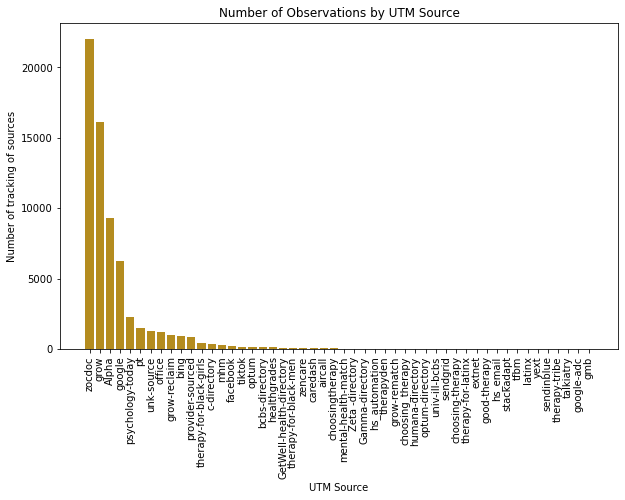 Number of Observations by UTM Source
Number of tracking of sources
20000
15000
10000
5000
0
zocdoc
grow
Alpha
google
psychology-today
pt
unk-source
office
grow-reclaim
bing
provider-sourced
therapy-for-black-girls
c-directory
mhm
facebook
tiktok
optum
bcbs-directory
healthgrades
GetWell-health-directory
therapy-for-black-men
zencare
caredash
aircall
choosingtherapy
mental-health-match
Zeta -directory
Gamma-directory
hs_automation
therapyden
grow-rematch
choosing_therapy
humana-directory
optum-directory
univ-ill-bcbs
sendgrid
choosing-therapy
therapy-for-latinx
extnet
good-therapy
hs_email
stackadapt
tfbm
latinx
yext
sendinblue
therapy-tribe
talkiatry
google-adc
gmb
UTM Source